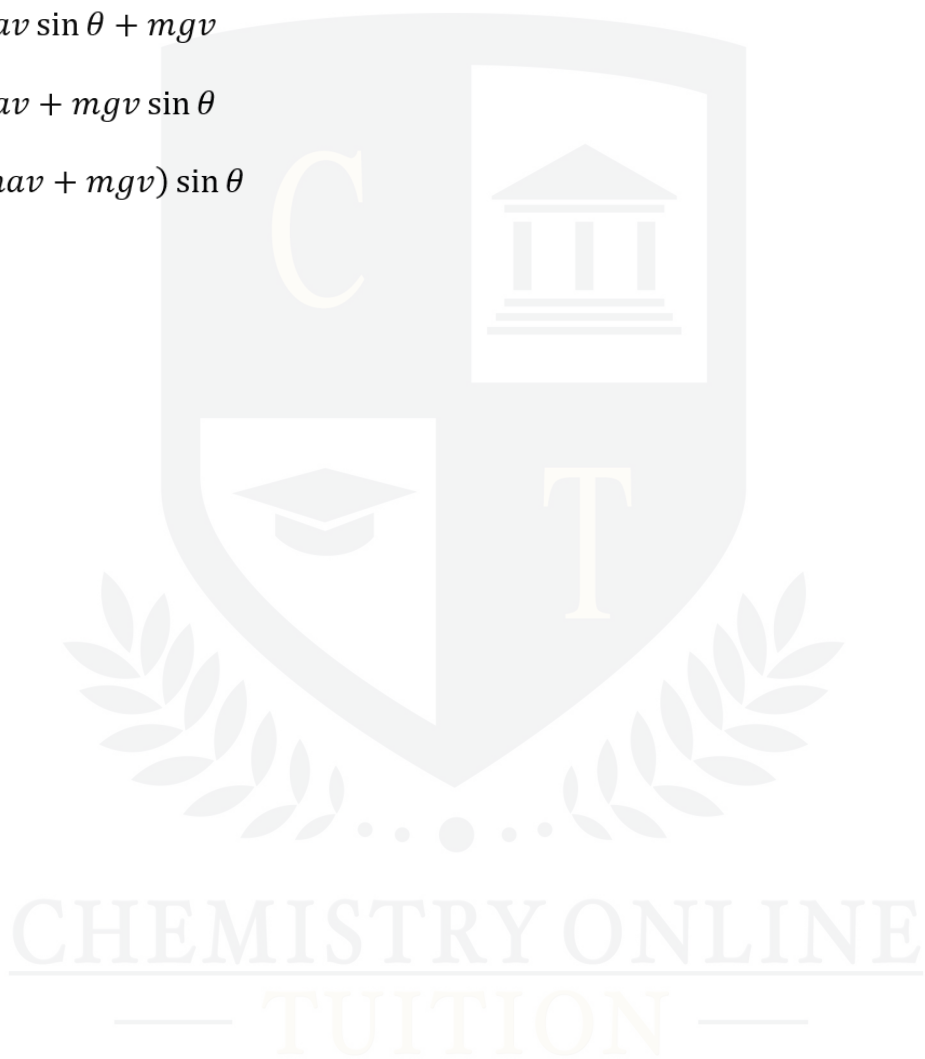 av sin θ + mgv
av + mgv sin θ
av + mgv) sin θ
C
T
CHEMISTRY ONLINE
TUITION